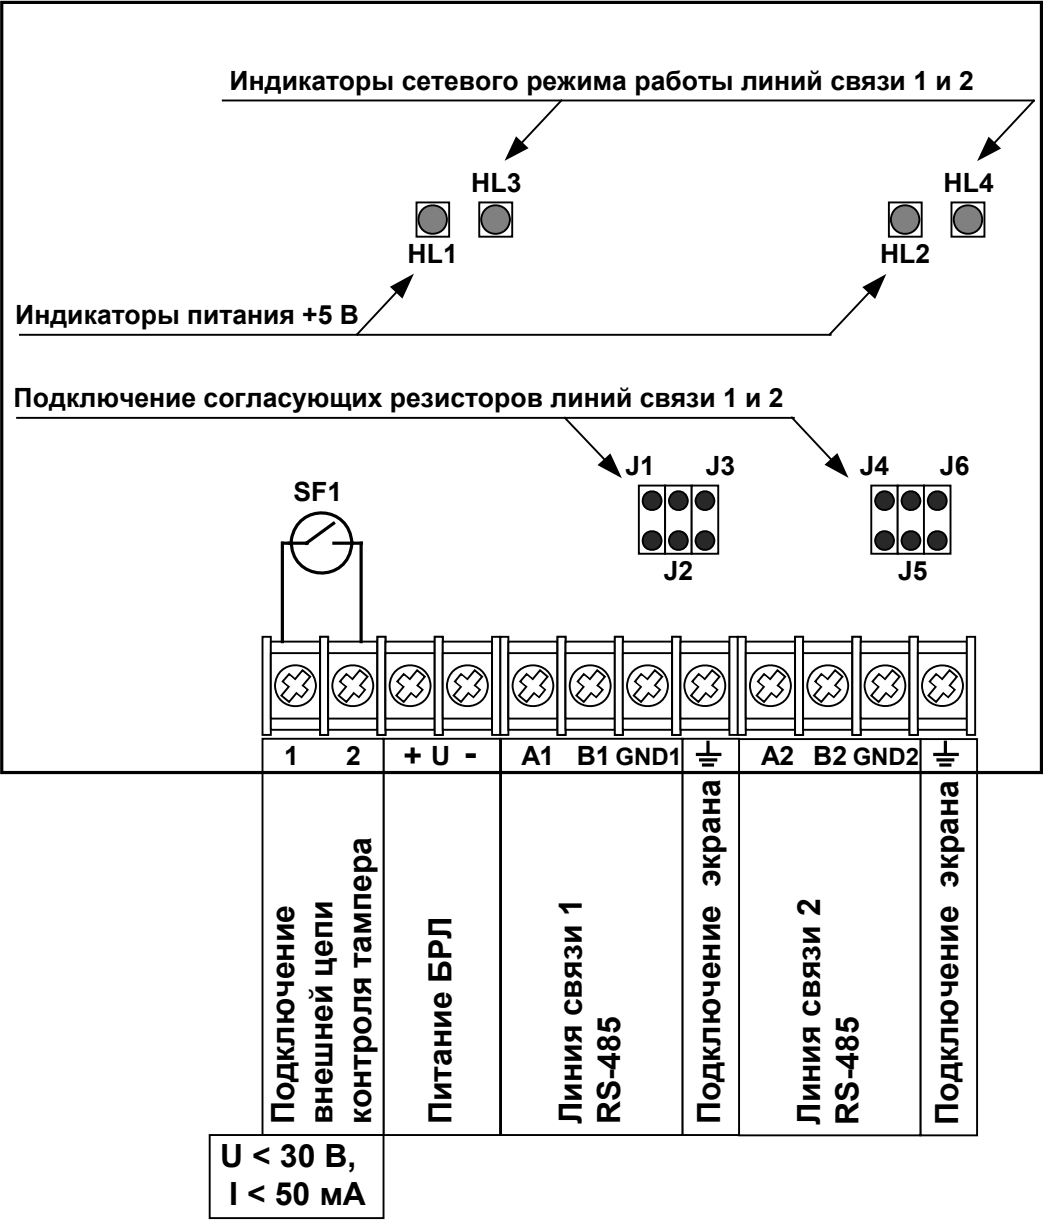 Индикаторы сетевого режима работы линий связи 1 и 2
HL3
HL4
HL1
HL2
Индикаторы питания +5 В
Подключение согласующих резисторов линий связи 1 и 2
J1 J3
J4 J6
SF1
J2
J5
1 2 + U - A1 B1 GND1 A2 B2 GND2
Подключение
внешней цепи
контроля тампера
Питание БРЛ
Линия связи 1
RS-485
Подключение экрана
Линия связи 2
RS-485
Подключение экрана
U < 30 В,
I < 50 мА